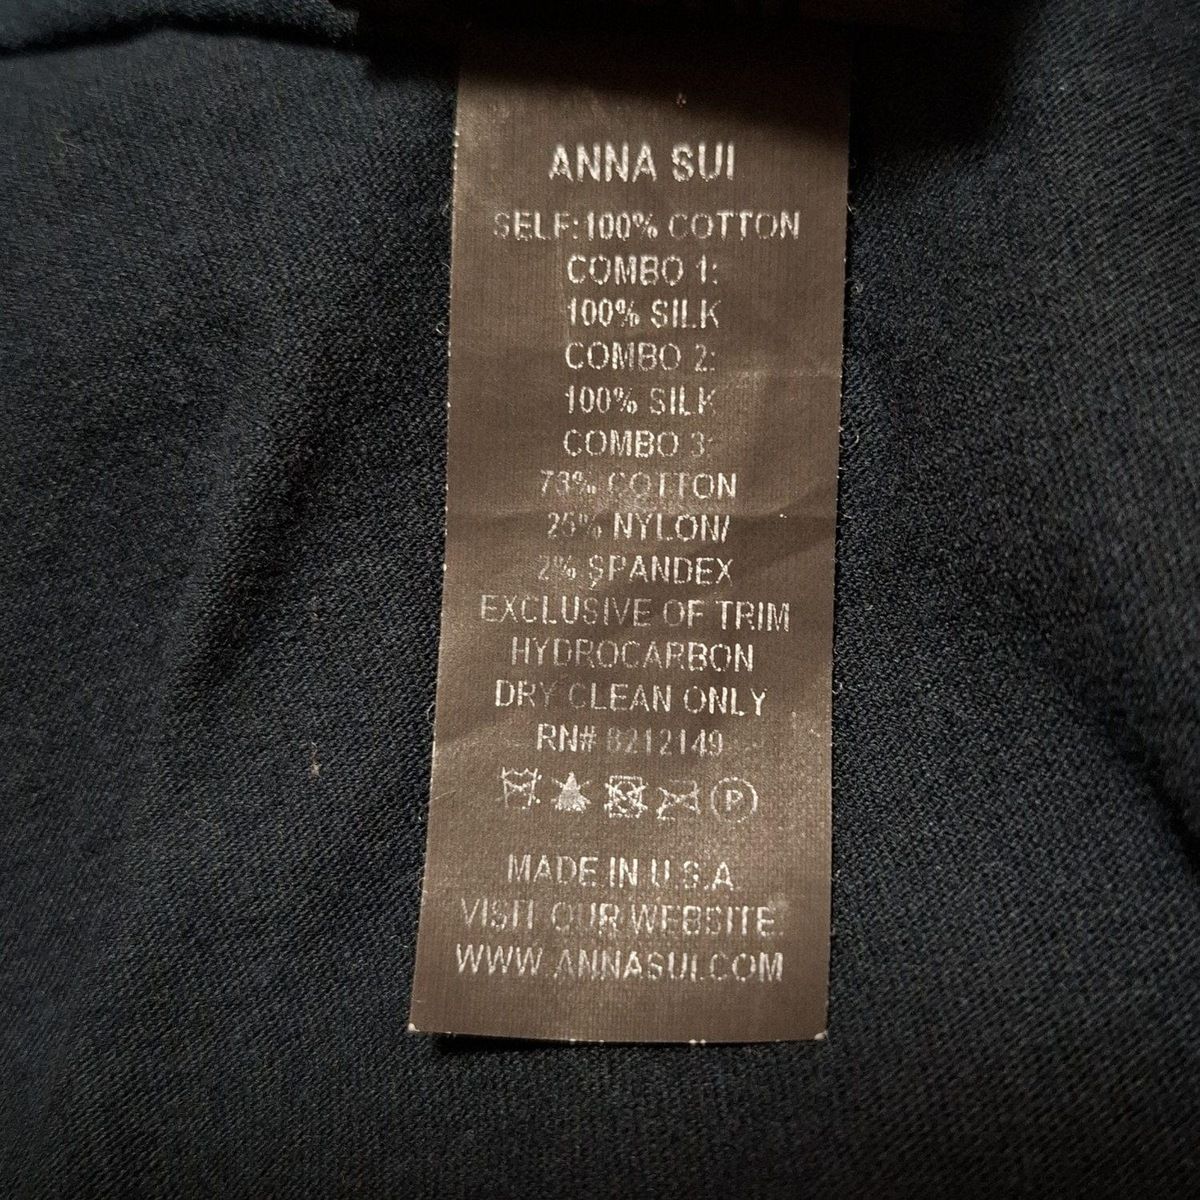 ANNA SUI
SELF:100% COTTON
COMBO 1:
100% SILK
COMBO 2:
100% SILK
COMBO 3:
73% COTTON
25% NYLON/
2% SPANDEX
EXCLUSIVE OF TRIM
HYDROCARBON
DRY CLEAN ONLY
RN# 8212149
P
MADE IN U.S.A
VISIT OUR WEBSITE:
WWW.ANNASUI.COM